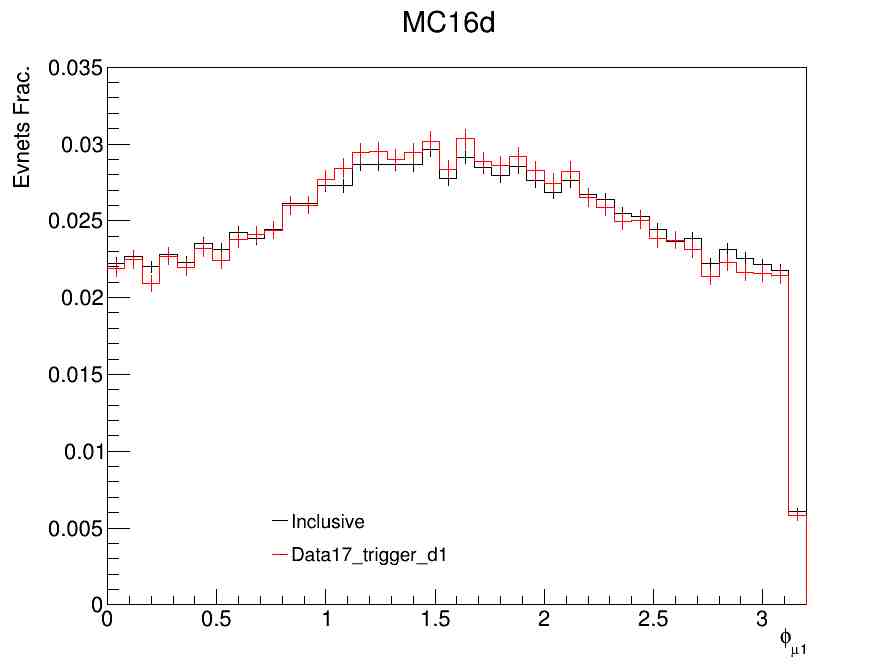 MC16d
Evnets Frac.
0.035
0.03
0.025
0.02
0.015
0.01
0.005
0
Inclusive
Data17_trigger_d1
0 0.5 1 1.5 2 2.5 3
ϕμ1